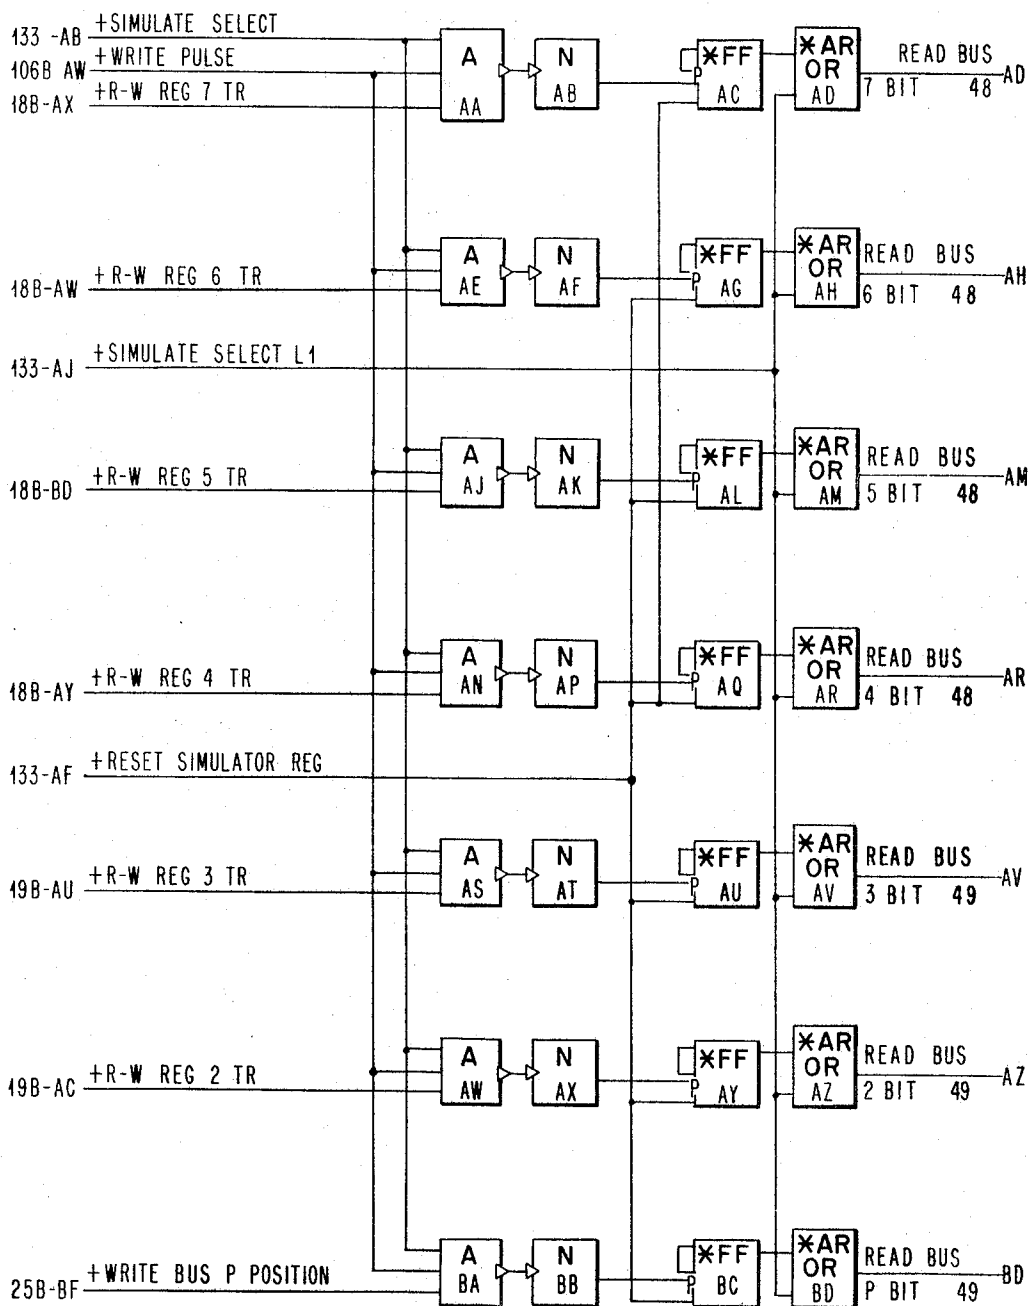 133-AB +SIMULATE SELECT
106B AW +WRITE PULSE
18B-AX +R-W REG 7 TR
A AA
N AB
*FF P AC
*AR OR AD
READ BUS 7 BIT 48 AD
18B-AW +R-W REG 6 TR
A AE
N AF
*FF P AG
*AR OR AH
READ BUS 6 BIT 48 AH
133-AJ +SIMULATE SELECT L1
18B-BD +R-W REG 5 TR
A AJ
N AK
*FF P AL
*AR OR AM
READ BUS 5 BIT 48 AM
18B-AY +R-W REG 4 TR
A AN
N AP
*FF P AQ
*AR OR AR
READ BUS 4 BIT 48 AR
133-AF +RESET SIMULATOR REG
19B-AU +R-W REG 3 TR
A AS
N AT
*FF P AU
*AR OR AV
READ BUS 3 BIT 49 AV
19B-AC +R-W REG 2 TR
A AW
N AX
*FF P AY
*AR OR AZ
READ BUS 2 BIT 49 AZ
25B-BF +WRITE BUS P POSITION
A BA
N BB
*FF P BC
*AR OR BD
READ BUS P BIT 49 BD